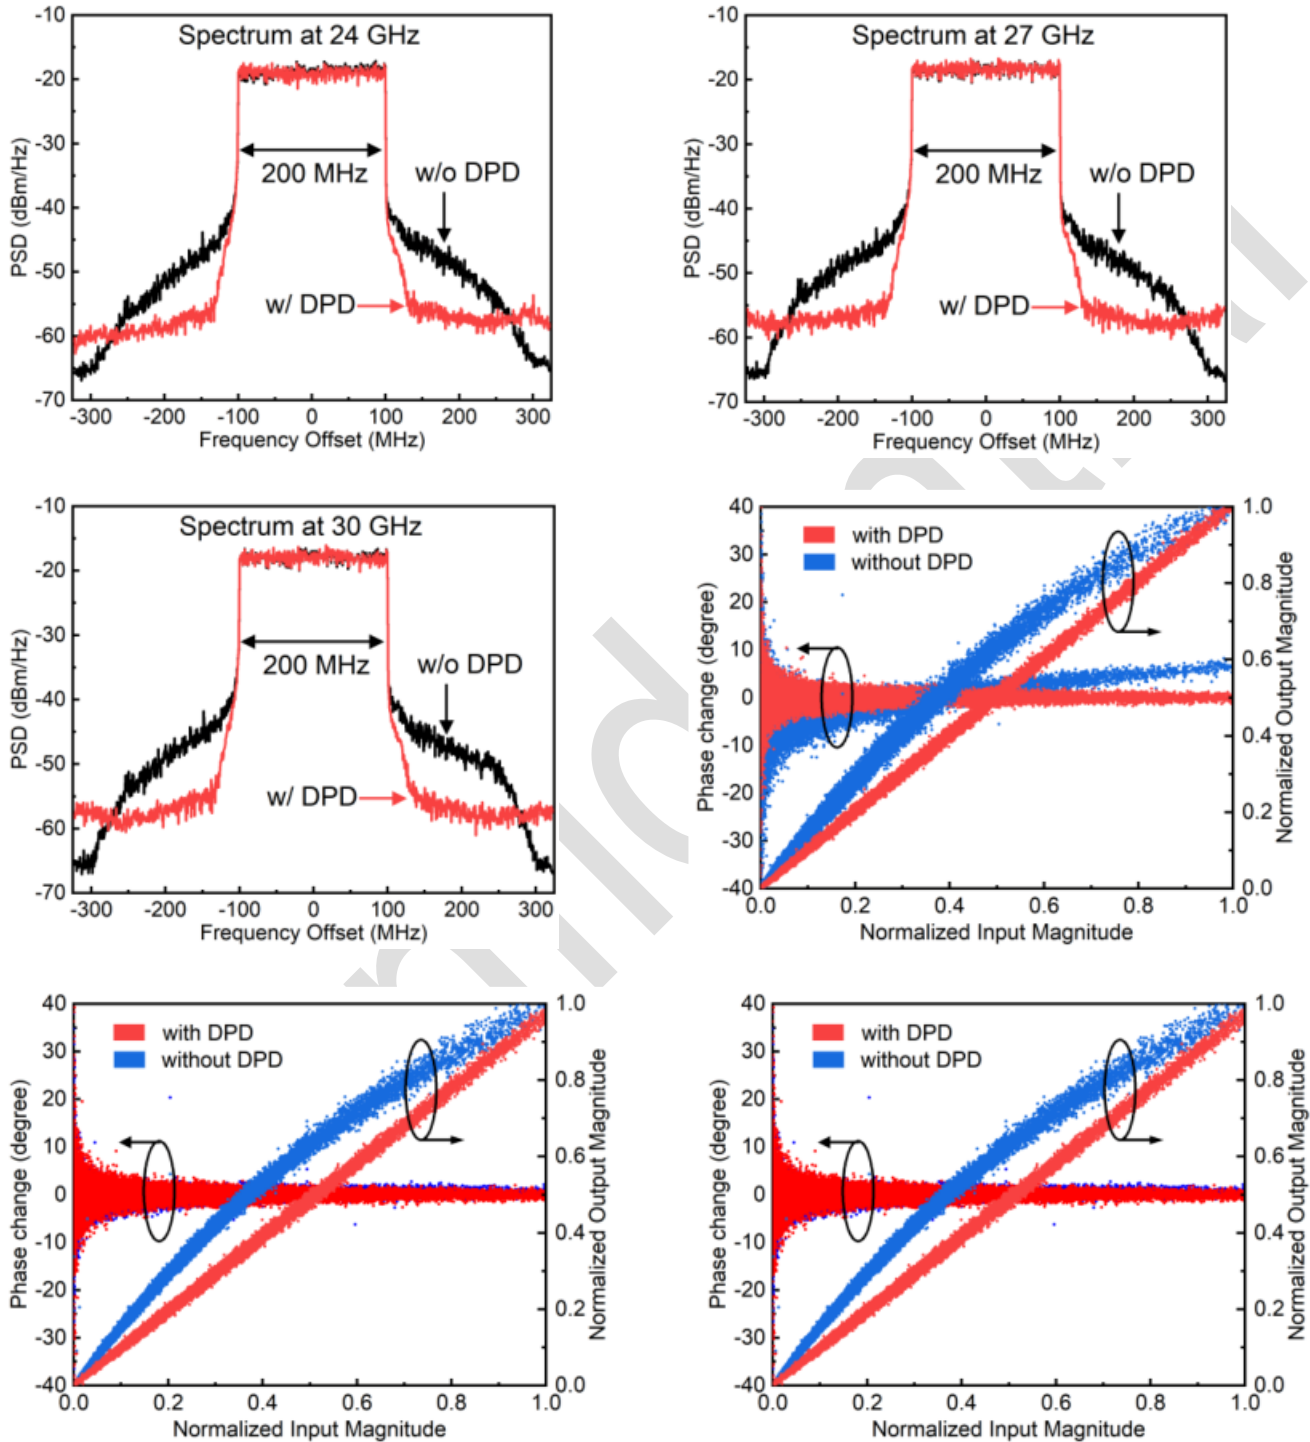 Spectrum at 24 GHz
-10
-20
-30
-40
-50
-60
-70
PSD (dBm/Hz)
200 MHz
w/o DPD
w/ DPD
-300 -200 -100 0 100 200 300
Frequency Offset (MHz)
Spectrum at 27 GHz
-10
-20
-30
-40
-50
-60
-70
PSD (dBm/Hz)
200 MHz
w/o DPD
w/ DPD
-300 -200 -100 0 100 200 300
Frequency Offset (MHz)
Spectrum at 30 GHz
-10
-20
-30
-40
-50
-60
-70
PSD (dBm/Hz)
200 MHz
w/o DPD
w/ DPD
-300 -200 -100 0 100 200 300
Frequency Offset (MHz)
with DPD
without DPD
40
30
20
10
0
-10
-20
-30
-40
Phase change (degree)
1.0
0.8
0.6
0.4
0.2
0.0
Normalized Output Magnitude
0.0 0.2 0.4 0.6 0.8 1.0
Normalized Input Magnitude
with DPD
without DPD
40
30
20
10
0
-10
-20
-30
-40
Phase change (degree)
1.0
0.8
0.6
0.4
0.2
0.0
Normalized Output Magnitude
0.0 0.2 0.4 0.6 0.8 1.0
Normalized Input Magnitude
with DPD
without DPD
40
30
20
10
0
-10
-20
-30
-40
Phase change (degree)
1.0
0.8
0.6
0.4
0.2
0.0
Normalized Output Magnitude
0.0 0.2 0.4 0.6 0.8 1.0
Normalized Input Magnitude